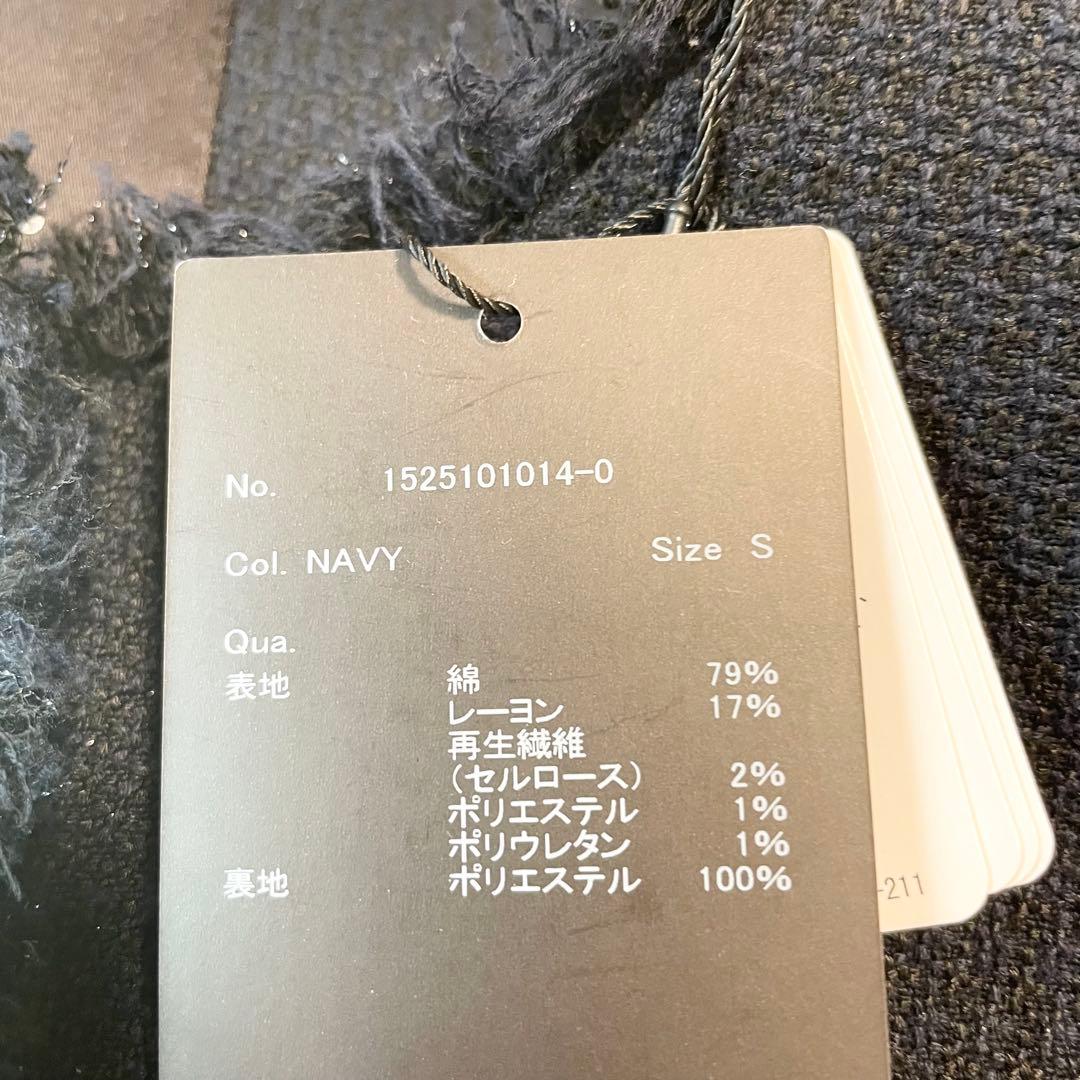 No. 1525101014-0
Col. NAVY Size S
Qua.
表地 綿 79%
レーヨン 17%
再生繊維
(セルロース) 2%
ポリエステル 1%
ポリウレタン 1%
裏地 ポリエステル 100%
-211